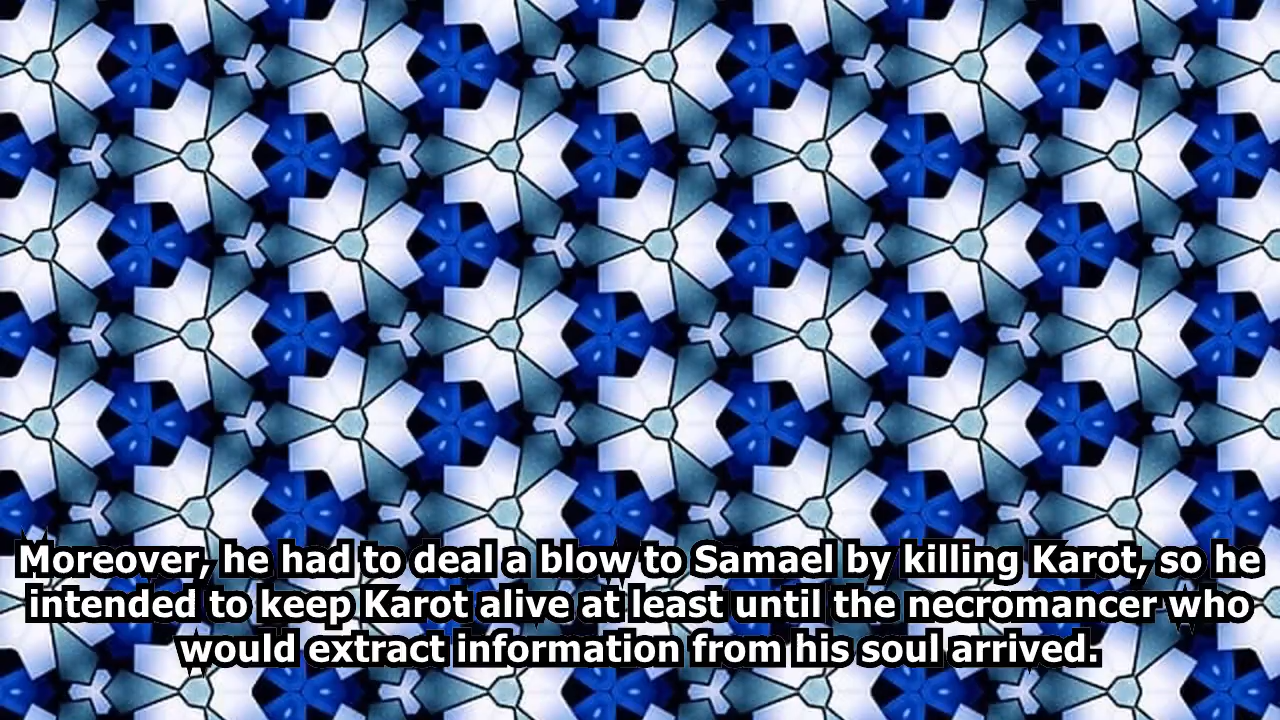 Moreover, he had to deal a blow to Samael by killing Karot, so he
intended to keep Karot alive at least until the necromancer who
would extract information from his soul arrived.